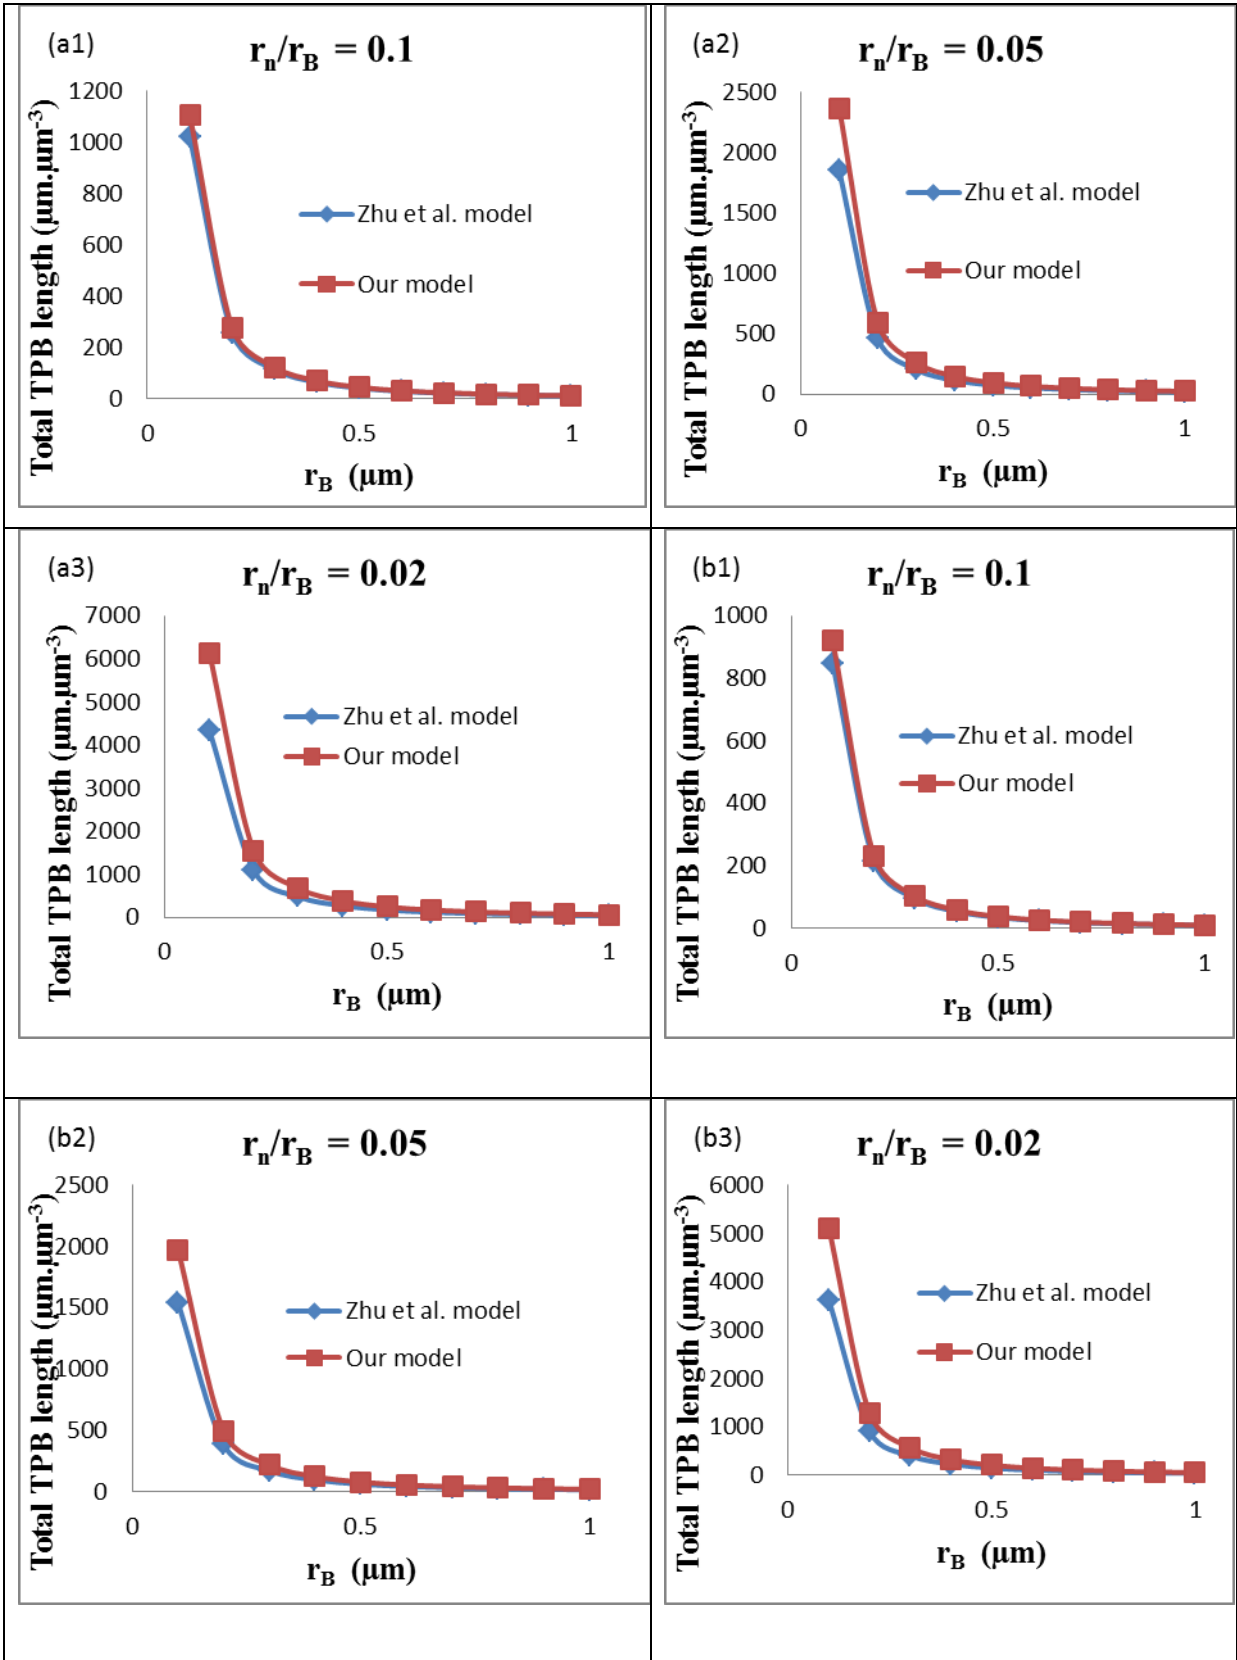 (a1)
rn/rB = 0.1
Total TPB length (μm.μm-3)
1200
1000
800
600
400
200
0
Zhu et al. model
Our model
0 0.5 1
rB (μm)
(a2)
rn/rB = 0.05
Total TPB length (μm.μm-3)
2500
2000
1500
1000
500
0
Zhu et al. model
Our model
0 0.5 1
rB (μm)
(a3)
rn/rB = 0.02
Total TPB length (μm.μm-3)
7000
6000
5000
4000
3000
2000
1000
0
Zhu et al. model
Our model
0 0.5 1
rB (μm)
(b1)
rn/rB = 0.1
Total TPB length (μm.μm-3)
1000
800
600
400
200
0
Zhu et al. model
Our model
0 0.5 1
rB (μm)
(b2)
rn/rB = 0.05
Total TPB length (μm.μm-3)
2500
2000
1500
1000
500
0
Zhu et al. model
Our model
0 0.5 1
rB (μm)
(b3)
rn/rB = 0.02
Total TPB length (μm.μm-3)
6000
5000
4000
3000
2000
1000
0
Zhu et al. model
Our model
0 0.5 1
rB (μm)